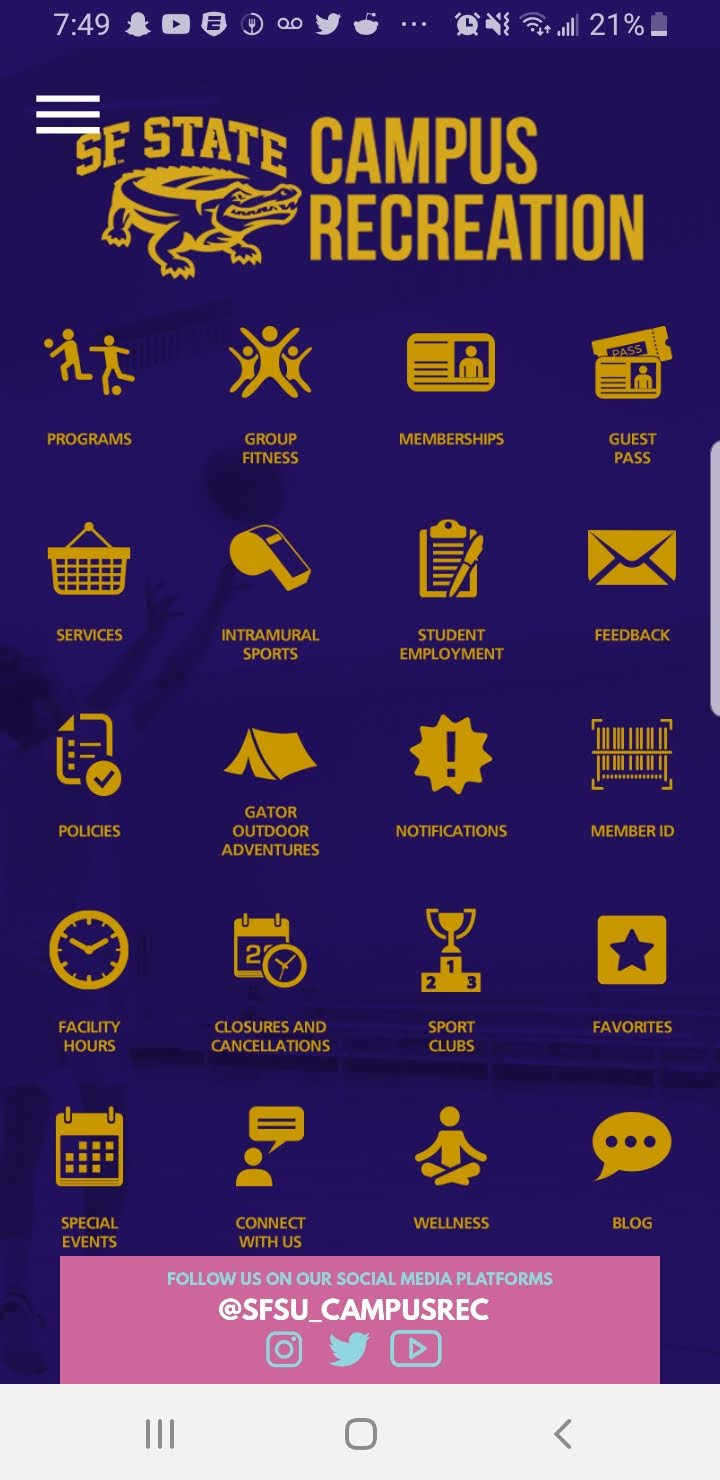 7:49
21%
SF STATE
CAMPUS
RECREATION
PASS
PROGRAMS
GROUP
FITNESS
MEMBERSHIPS
GUEST
PASS
SERVICES
INTRAMURAL
SPORTS
STUDENT
EMPLOYMENT
FEEDBACK
POLICIES
GATOR
OUTDOOR
ADVENTURES
NOTIFICATIONS
MEMBER ID
1
2 3
FACILITY
HOURS
CLOSURES AND
CANCELLATIONS
SPORT
CLUBS
FAVORITES
SPECIAL
EVENTS
CONNECT
WITH US
WELLNESS
BLOG
FOLLOW US ON OUR SOCIAL MEDIA PLATFORMS
@SFSU_CAMPUSREC